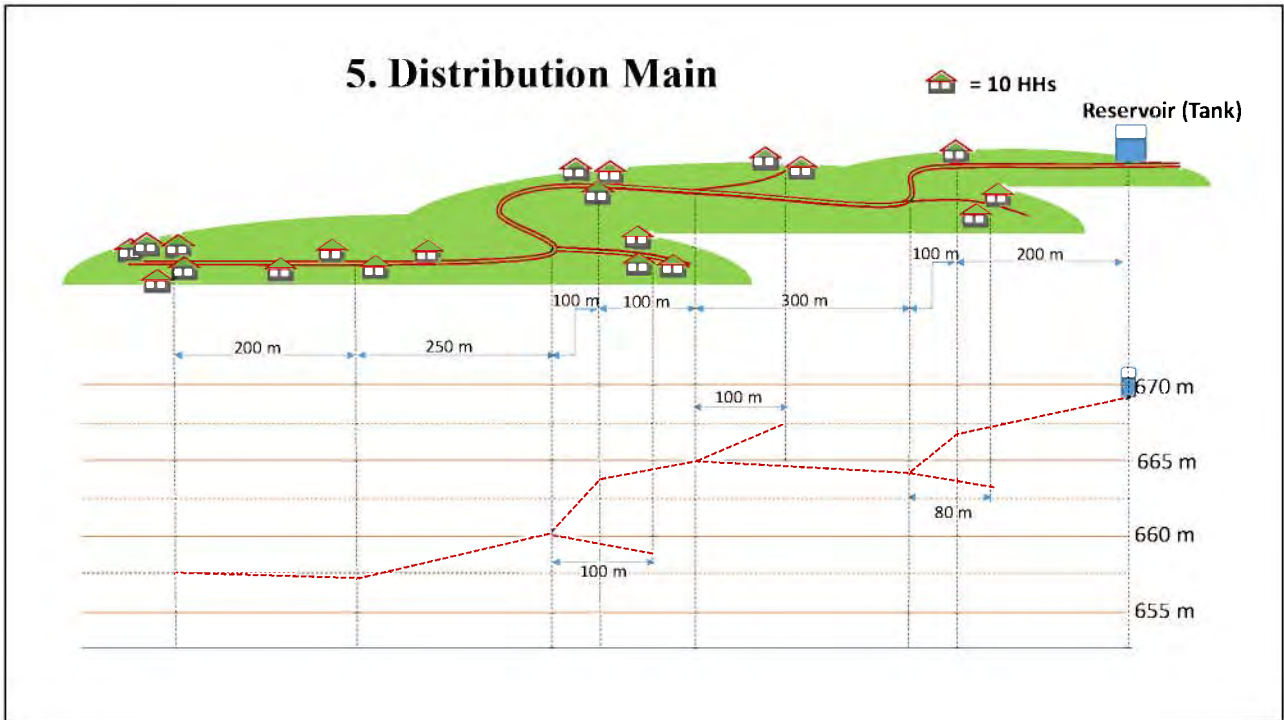 5. Distribution Main
= 10 HHs
Reservoir (Tank)
100 m
200 m
100 m
100 m
300 m
200 m
250 m
670 m
100 m
665 m
80 m
660 m
100 m
655 m